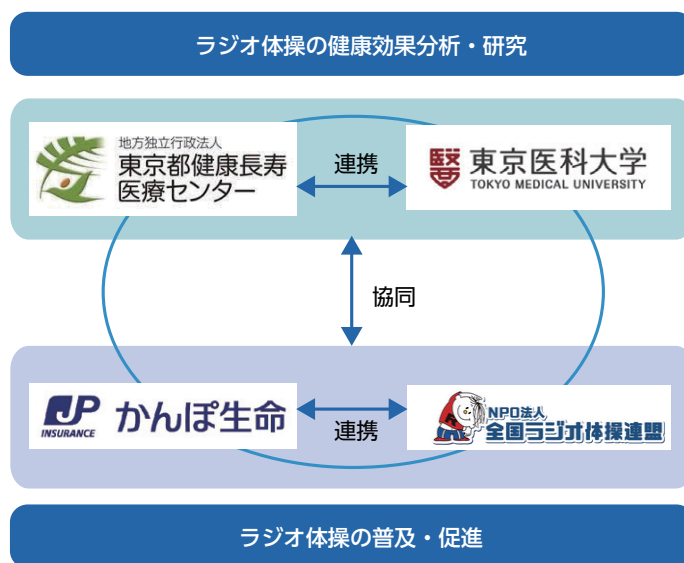 ラジオ体操の健康効果分析・研究
地方独立行政法人
東京都健康長寿
医療センター
連携
医
東京医科大学
TOKYO MEDICAL UNIVERSITY
協同
JP
INSURANCE
かんぽ生命
連携
R
NPO法人
全国ラジオ体操連盟
ラジオ体操の普及・促進